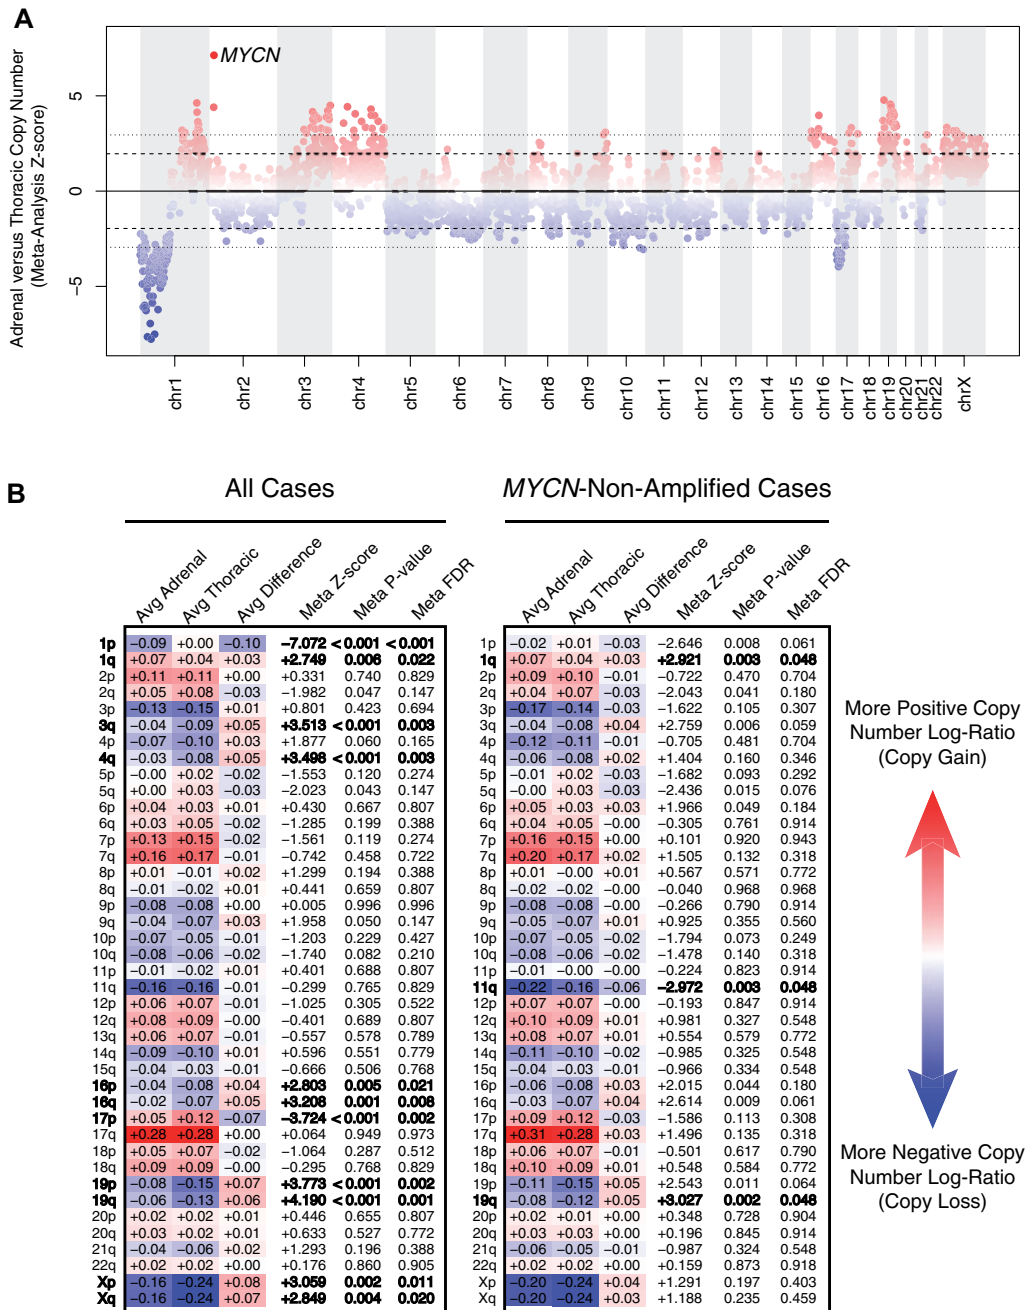 A
Adrenal versus Thoracic Copy Number
(Meta-Analysis Z-score)
5
0
−5
MYCN
chr1 chr2 chr3 chr4 chr5 chr6 chr7 chr8 chr9 chr10 chr11 chr12 chr13 chr14 chr15 chr16 chr17 chr18 chr19 chr20 chr21 chr22 chrX
B
All Cases
Avg Adrenal Avg Thoracic Avg Difference Meta Z-score Meta P-value Meta FDR
1p −0.09 +0.00 −0.10 −7.072 < 0.001 < 0.001
1q +0.07 +0.04 +0.03 +2.749 0.006 0.022
2p +0.11 +0.11 +0.00 +0.331 0.740 0.829
2q +0.05 +0.08 −0.03 −1.982 0.047 0.147
3p −0.13 −0.15 +0.01 +0.801 0.423 0.694
3q −0.04 −0.09 +0.05 +3.513 < 0.001 0.003
4p −0.07 −0.10 +0.03 +1.877 0.060 0.165
4q −0.03 −0.08 +0.05 +3.498 < 0.001 0.003
5p −0.00 +0.02 −0.02 −1.553 0.120 0.274
5q +0.00 +0.03 −0.03 −2.023 0.043 0.147
6p +0.04 +0.03 +0.01 +0.430 0.667 0.807
6q +0.03 +0.05 −0.02 −1.285 0.199 0.388
7p +0.13 +0.15 −0.02 −1.561 0.119 0.274
7q +0.16 +0.17 −0.01 −0.742 0.458 0.722
8p +0.01 −0.01 +0.02 +1.299 0.194 0.388
8q −0.01 −0.02 +0.01 +0.441 0.659 0.807
9p −0.08 −0.08 +0.00 +0.005 0.996 0.996
9q −0.04 −0.07 +0.03 +1.958 0.050 0.147
10p −0.07 −0.05 −0.01 −1.203 0.229 0.427
10q −0.08 −0.06 −0.02 −1.740 0.082 0.210
11p −0.01 −0.02 +0.01 +0.401 0.688 0.807
11q −0.16 −0.16 −0.01 −0.299 0.765 0.829
12p +0.06 +0.07 −0.01 −1.025 0.305 0.522
12q +0.08 +0.09 −0.00 −0.401 0.689 0.807
13q +0.06 +0.07 −0.01 −0.557 0.578 0.789
14q −0.09 −0.10 +0.01 +0.596 0.551 0.779
15q −0.04 −0.03 −0.01 −0.666 0.506 0.768
16p −0.04 −0.08 +0.04 +2.803 0.005 0.021
16q −0.02 −0.07 +0.05 +3.208 0.001 0.008
17p +0.05 +0.12 −0.07 −3.724 < 0.001 0.002
17q +0.28 +0.28 +0.00 +0.064 0.949 0.973
18p +0.05 +0.07 −0.02 −1.064 0.287 0.512
18q +0.09 +0.09 −0.00 −0.295 0.768 0.829
19p −0.08 −0.15 +0.07 +3.773 < 0.001 0.002
19q −0.06 −0.13 +0.06 +4.190 < 0.001 0.001
20p +0.02 +0.02 +0.01 +0.446 0.655 0.807
20q +0.03 +0.02 +0.01 +0.633 0.527 0.772
21q −0.04 −0.06 +0.02 +1.293 0.196 0.388
22q +0.02 +0.02 +0.00 +0.176 0.860 0.905
Xp −0.16 −0.24 +0.08 +3.059 0.002 0.011
Xq −0.16 −0.24 +0.07 +2.849 0.004 0.020
MYCN-Non-Amplified Cases
Avg Adrenal Avg Thoracic Avg Difference Meta Z-score Meta P-value Meta FDR
1p −0.02 +0.01 −0.03 −2.646 0.008 0.061
1q +0.07 +0.04 +0.03 +2.921 0.003 0.048
2p +0.09 +0.10 −0.01 −0.722 0.470 0.704
2q +0.04 +0.07 −0.03 −2.043 0.041 0.180
3p −0.17 −0.14 −0.03 −1.622 0.105 0.307
3q −0.04 −0.08 +0.04 +2.759 0.006 0.059
4p −0.12 −0.11 −0.01 −0.705 0.481 0.704
4q −0.06 −0.08 +0.02 +1.404 0.160 0.346
5p −0.01 +0.02 −0.03 −1.682 0.093 0.292
5q −0.00 +0.03 −0.03 −2.436 0.015 0.076
6p +0.05 +0.03 +0.03 +1.966 0.049 0.184
6q +0.04 +0.05 −0.00 −0.305 0.761 0.914
7p +0.16 +0.15 +0.00 +0.101 0.920 0.943
7q +0.20 +0.17 +0.02 +1.505 0.132 0.318
8p +0.01 −0.00 +0.01 +0.567 0.571 0.772
8q −0.02 −0.02 −0.00 −0.040 0.968 0.968
9p −0.08 −0.08 −0.00 −0.266 0.790 0.914
9q −0.05 −0.07 +0.01 +0.925 0.355 0.560
10p −0.07 −0.05 −0.02 −1.794 0.073 0.249
10q −0.08 −0.06 −0.02 −1.478 0.140 0.318
11p −0.01 −0.00 −0.00 −0.224 0.823 0.914
11q −0.22 −0.16 −0.06 −2.972 0.003 0.048
12p +0.07 +0.07 −0.00 −0.193 0.847 0.914
12q +0.10 +0.09 +0.01 +0.981 0.327 0.548
13q +0.08 +0.07 +0.01 +0.554 0.579 0.772
14q −0.11 −0.10 −0.02 −0.985 0.325 0.548
15q −0.04 −0.03 −0.01 −0.966 0.334 0.548
16p −0.06 −0.08 +0.03 +2.015 0.044 0.180
16q −0.03 −0.07 +0.04 +2.614 0.009 0.061
17p +0.09 +0.12 −0.03 −1.586 0.113 0.308
17q +0.31 +0.28 +0.03 +1.496 0.135 0.318
18p +0.06 +0.07 −0.01 −0.501 0.617 0.790
18q +0.10 +0.09 +0.01 +0.548 0.584 0.772
19p −0.11 −0.15 +0.05 +2.543 0.011 0.064
19q −0.08 −0.12 +0.05 +3.027 0.002 0.048
20p +0.02 +0.01 +0.00 +0.348 0.728 0.904
20q +0.03 +0.03 +0.00 +0.196 0.845 0.914
21q −0.06 −0.05 −0.01 −0.987 0.324 0.548
22q +0.02 +0.02 +0.00 +0.159 0.873 0.918
Xp −0.20 −0.24 +0.04 +1.291 0.197 0.403
Xq −0.20 −0.24 +0.03 +1.188 0.235 0.459
More Positive Copy
Number Log-Ratio
(Copy Gain)
More Negative Copy
Number Log-Ratio
(Copy Loss)